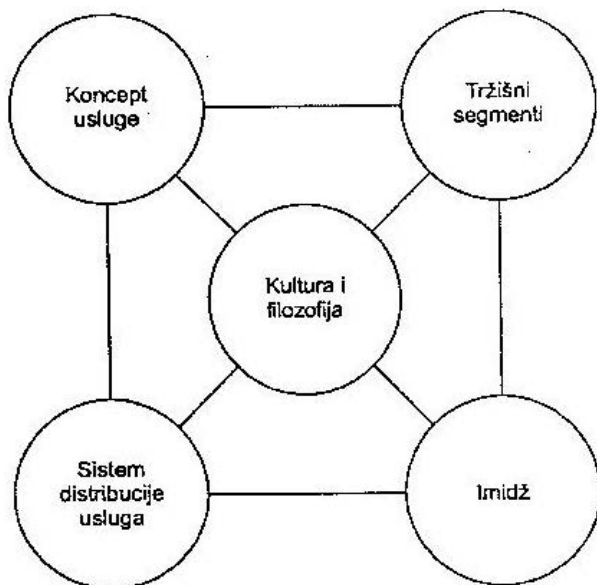 Koncept
usluge
Tržišni
segmenti
Kultura i
filozofija
Sistem
distribucije
usluga
Imidž